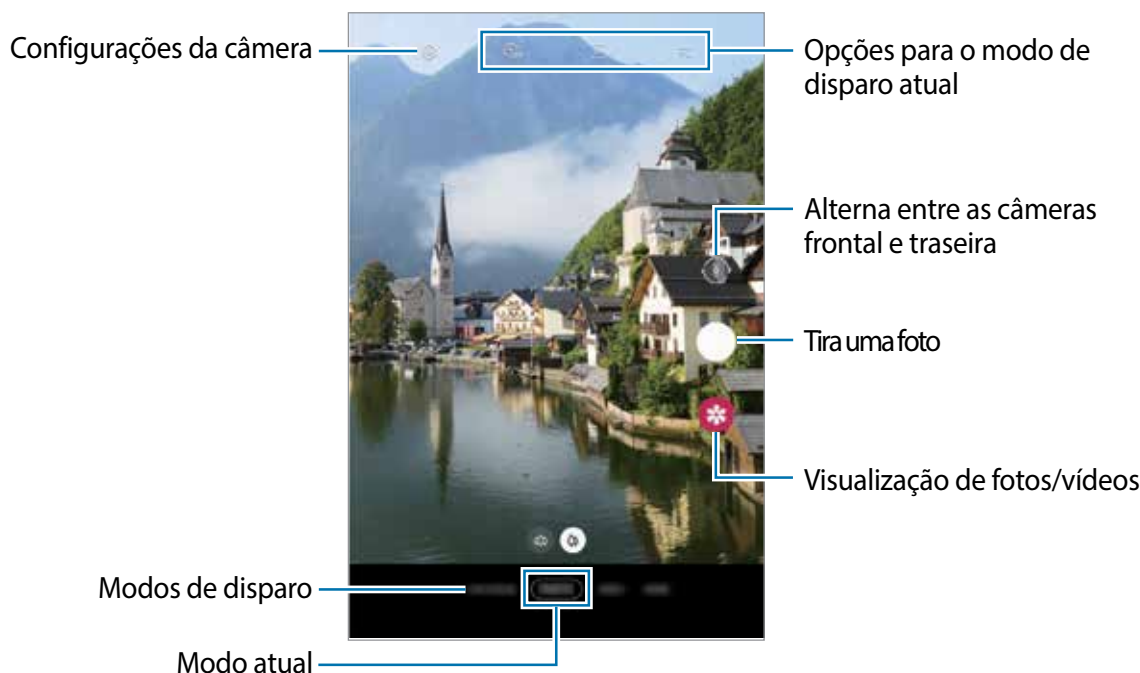 Configurações da câmera
Opções para o modo de
disparo atual
Alterna entre as câmeras
frontal e traseira
Tira uma foto
Visualização de fotos/vídeos
Modos de disparo
Modo atual